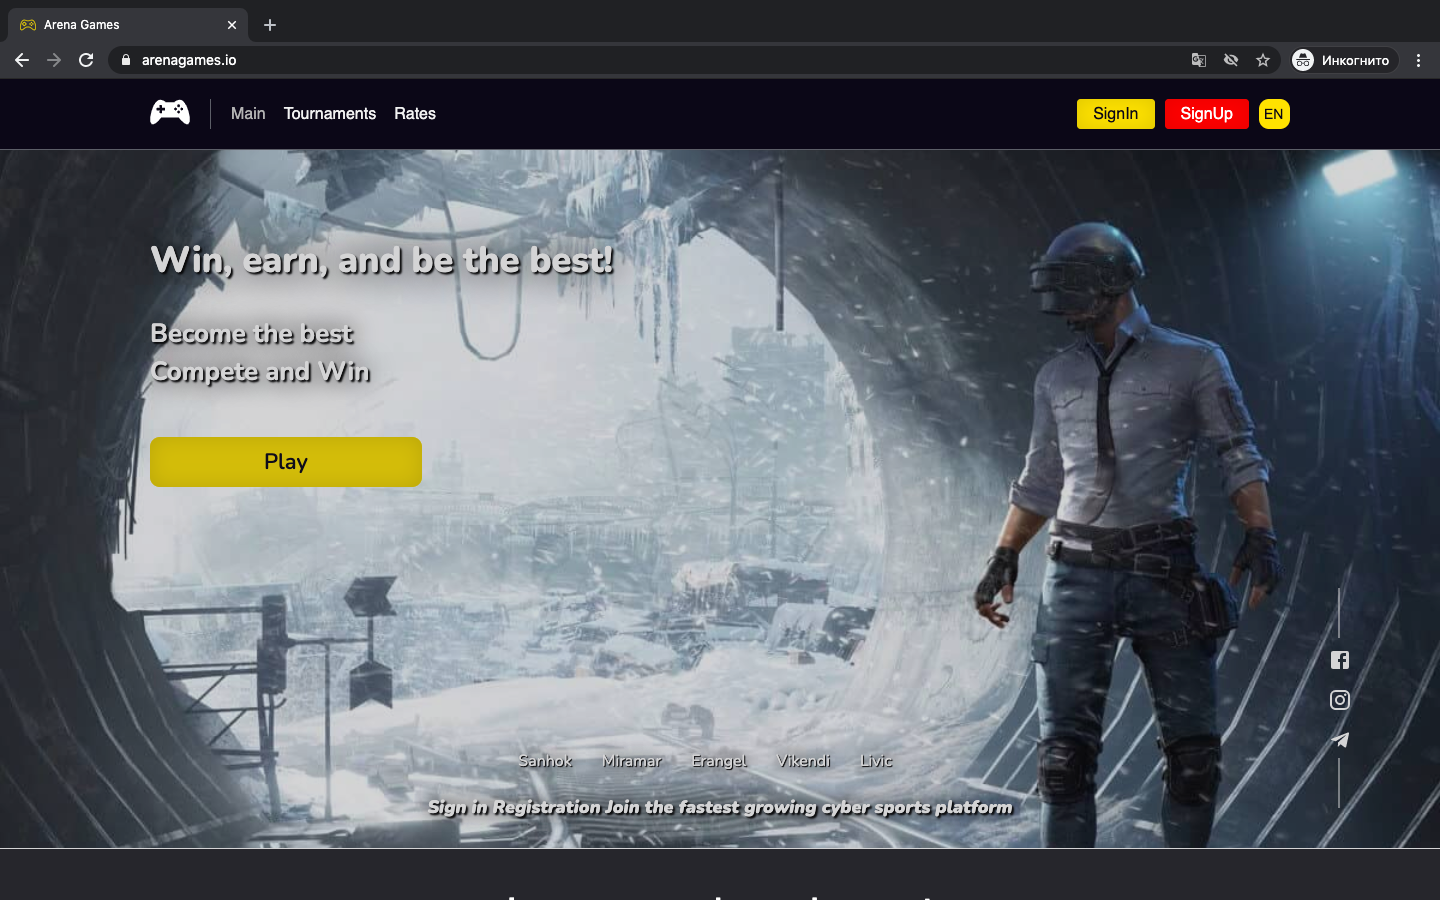 Arena Games
arenagames.io
Инкогнито
Main Tournaments Rates SignIn SignUp EN
Win, earn, and be the best!
Become the best
Compete and Win
Play
Sanhok Miramar Erangel Vikendi Livic
Sign in Registration Join the fastest growing cyber sports platform